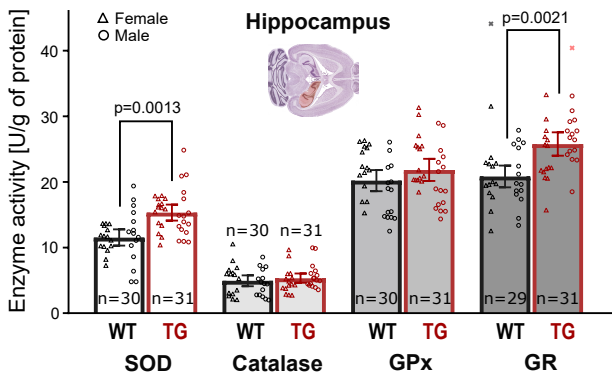 Hippocampus
Female
Male
Enzyme activity [U/g of protein]
40
30
20
10
0
p=0.0013
p=0.0021
n=30
n=31
n=30
n=31
n=30
n=31
n=29
n=31
WT
TG
WT
TG
WT
TG
WT
TG
SOD
Catalase
GPx
GR